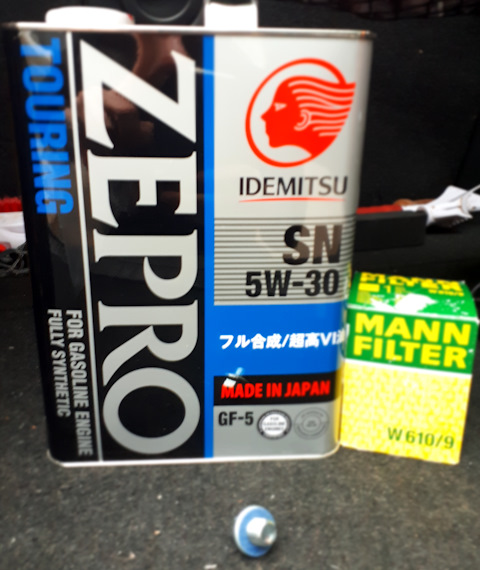 TOURING
ZEPRO
FOR GASOLINE ENGINE
FULLY SYNTHETIC
IDEMITSU
SN
5W-30
フル合成/超高VI
MADE IN JAPAN
GF-5
MANN
FILTER
W 610/9